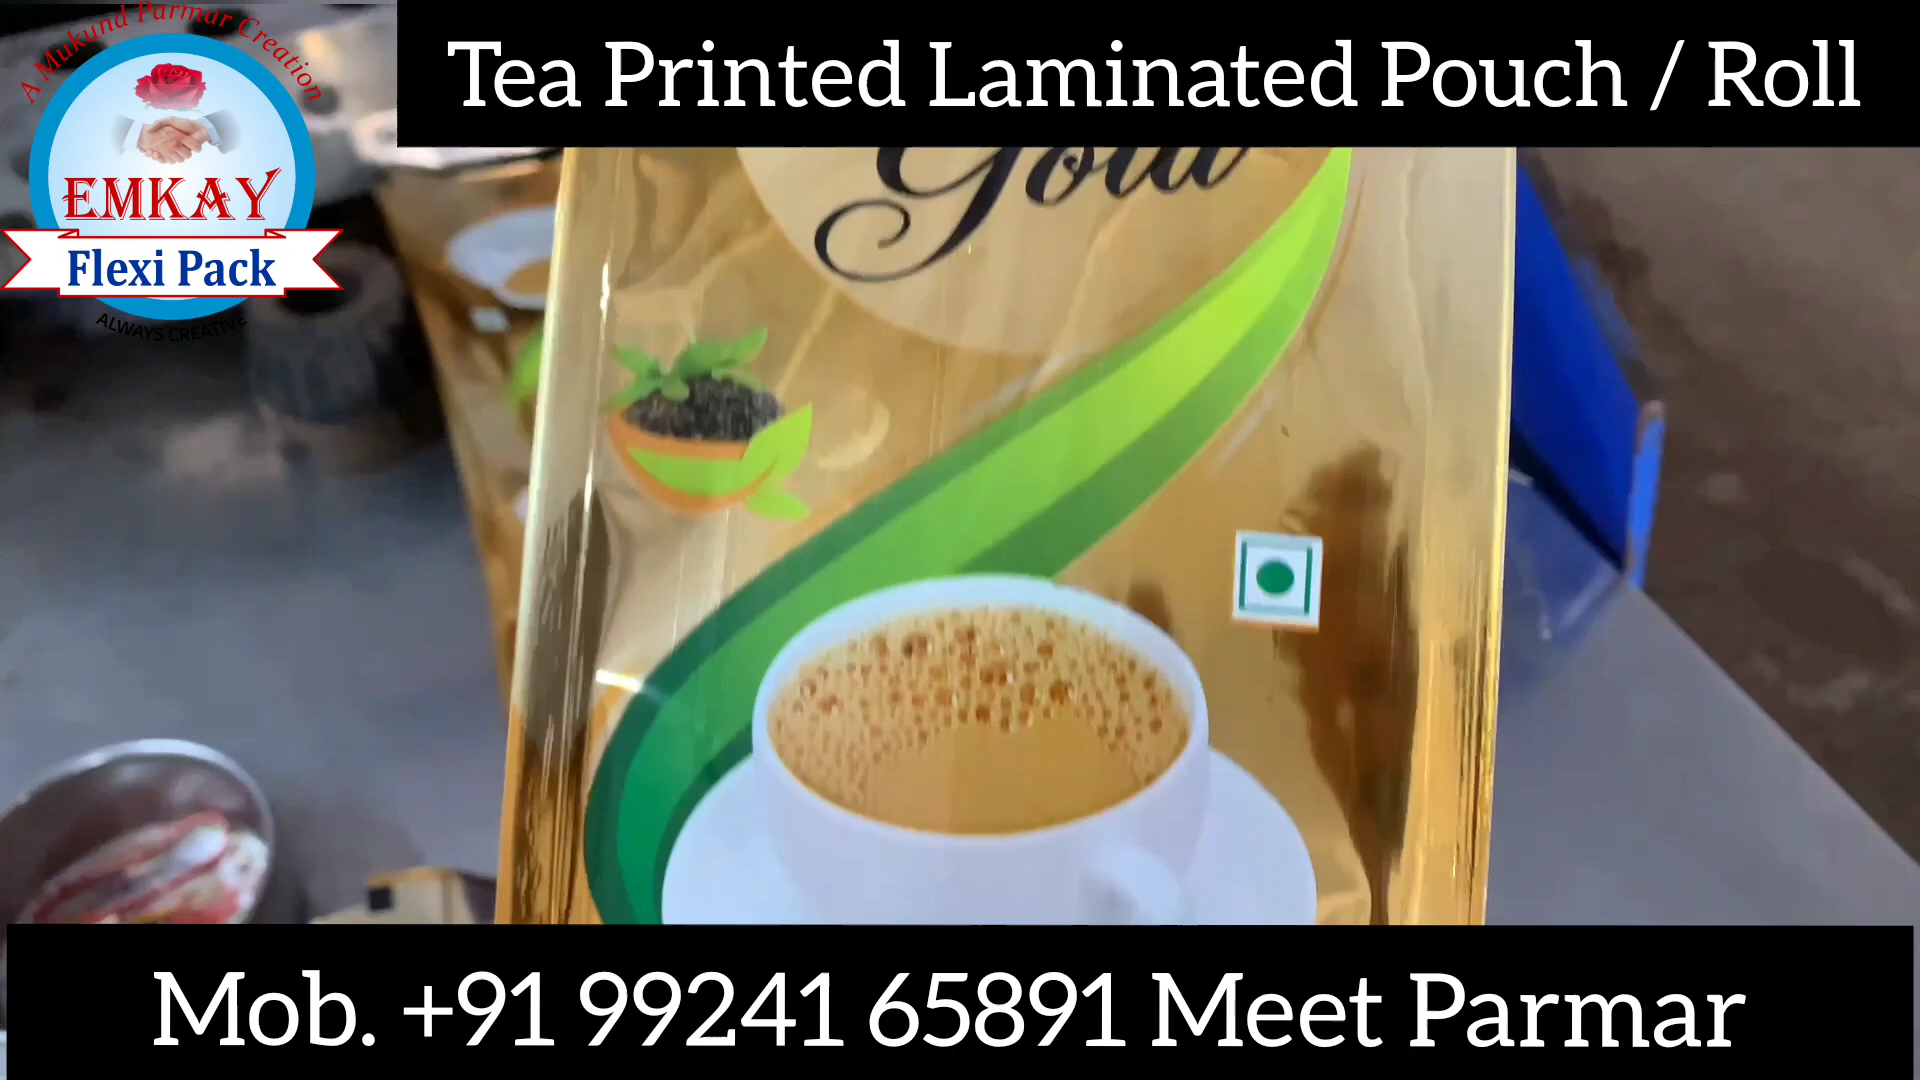 A Mukund Parmar Creation
EMKAY
Flexi Pack
ALWAYS CREATIVE
Tea Printed Laminated Pouch / Roll
Gold
Mob. +91 99241 65891 Meet Parmar